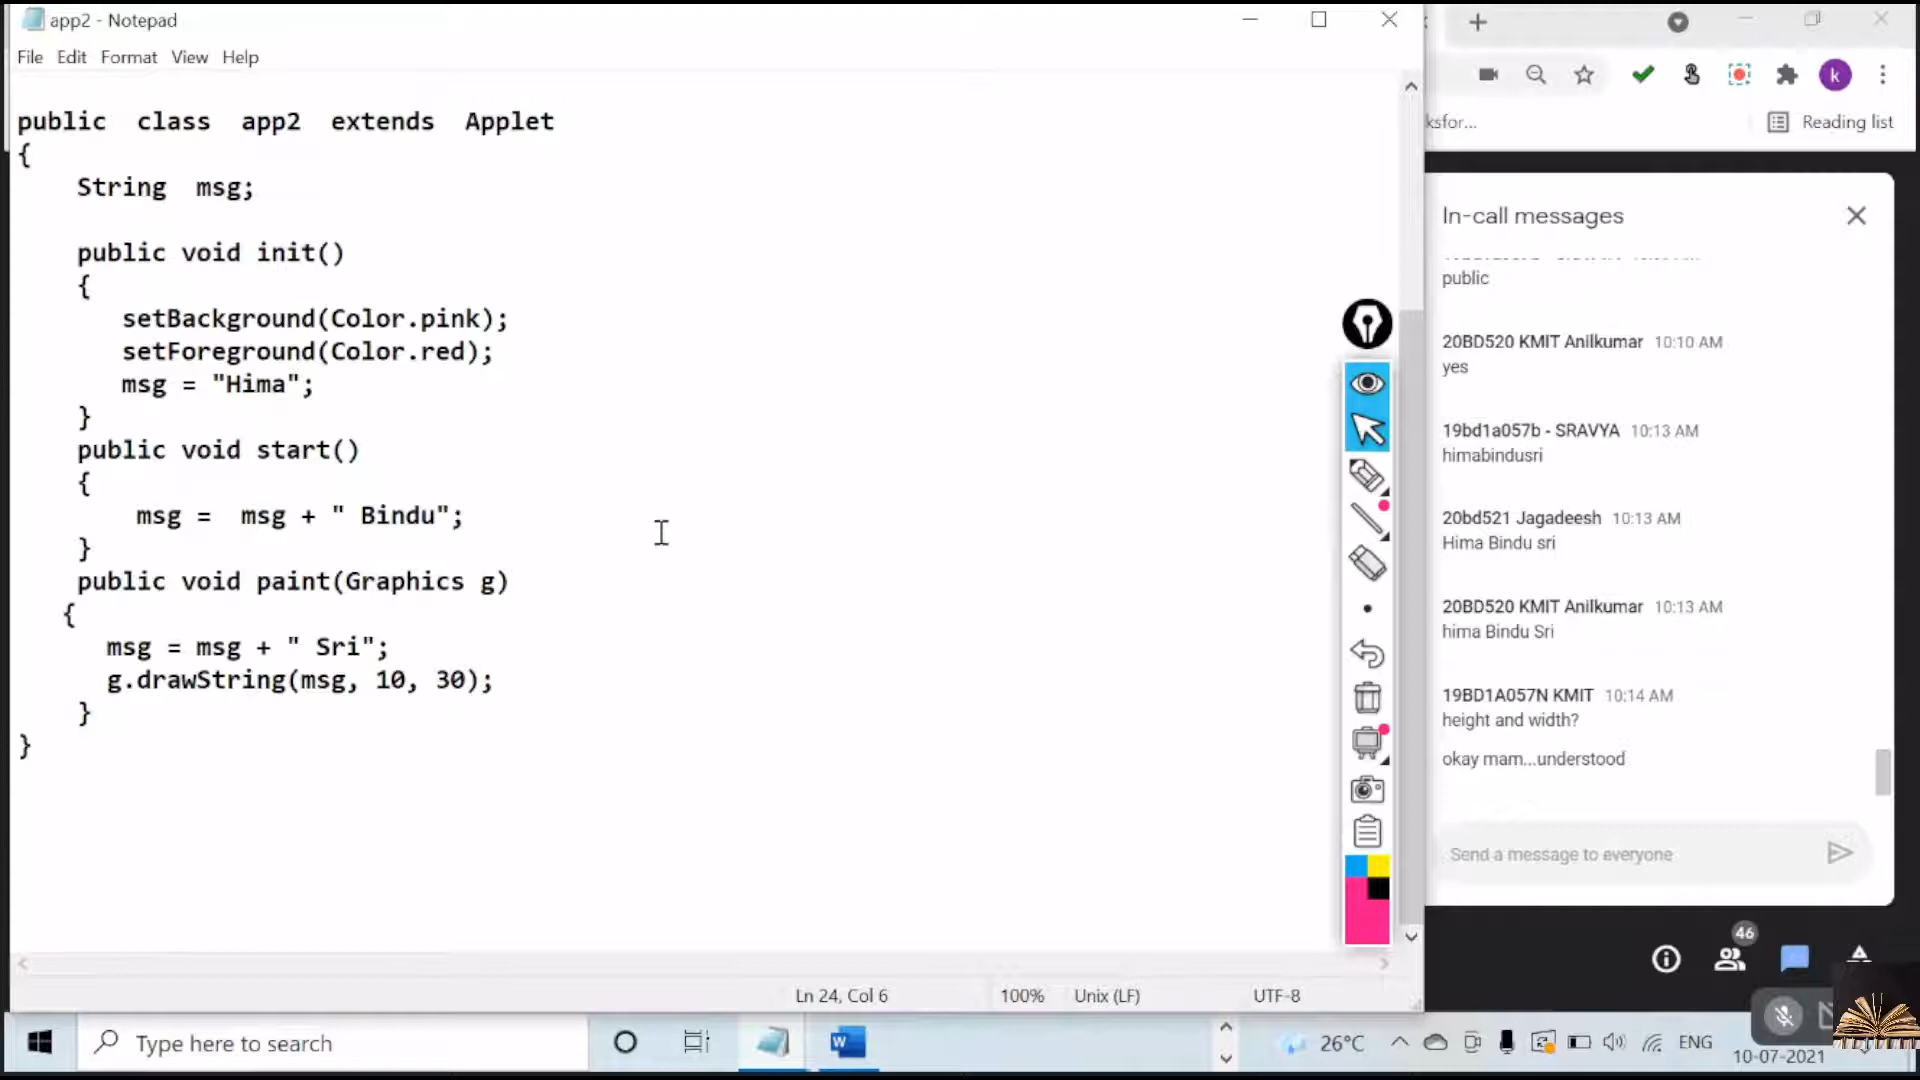 app2 - Notepad
File Edit Format View Help
public class app2 extends Applet
{
String msg;
public void init()
{
setBackground(Color.pink);
setForeground(Color.red);
msg = "Hima";
}
public void start()
{
msg = msg + " Bindu";
}
public void paint(Graphics g)
{
msg = msg + " Sri";
g.drawString(msg, 10, 30);
}
}
Ln 24, Col 6
100%
Unix (LF)
UTF-8
k
ksfor...
Reading list
In-call messages
public
20BD520 KMIT Anilkumar 10:10 AM
yes
19bd1a057b - SRAVYA 10:13 AM
himabindusri
20bd521 Jagadeesh 10:13 AM
Hima Bindu sri
20BD520 KMIT Anilkumar 10:13 AM
hima Bindu Sri
19BD1A057N KMIT 10:14 AM
height and width?
okay mam...understood
Send a message to everyone
46
Type here to search
W
26°C
ENG
10-07-2021